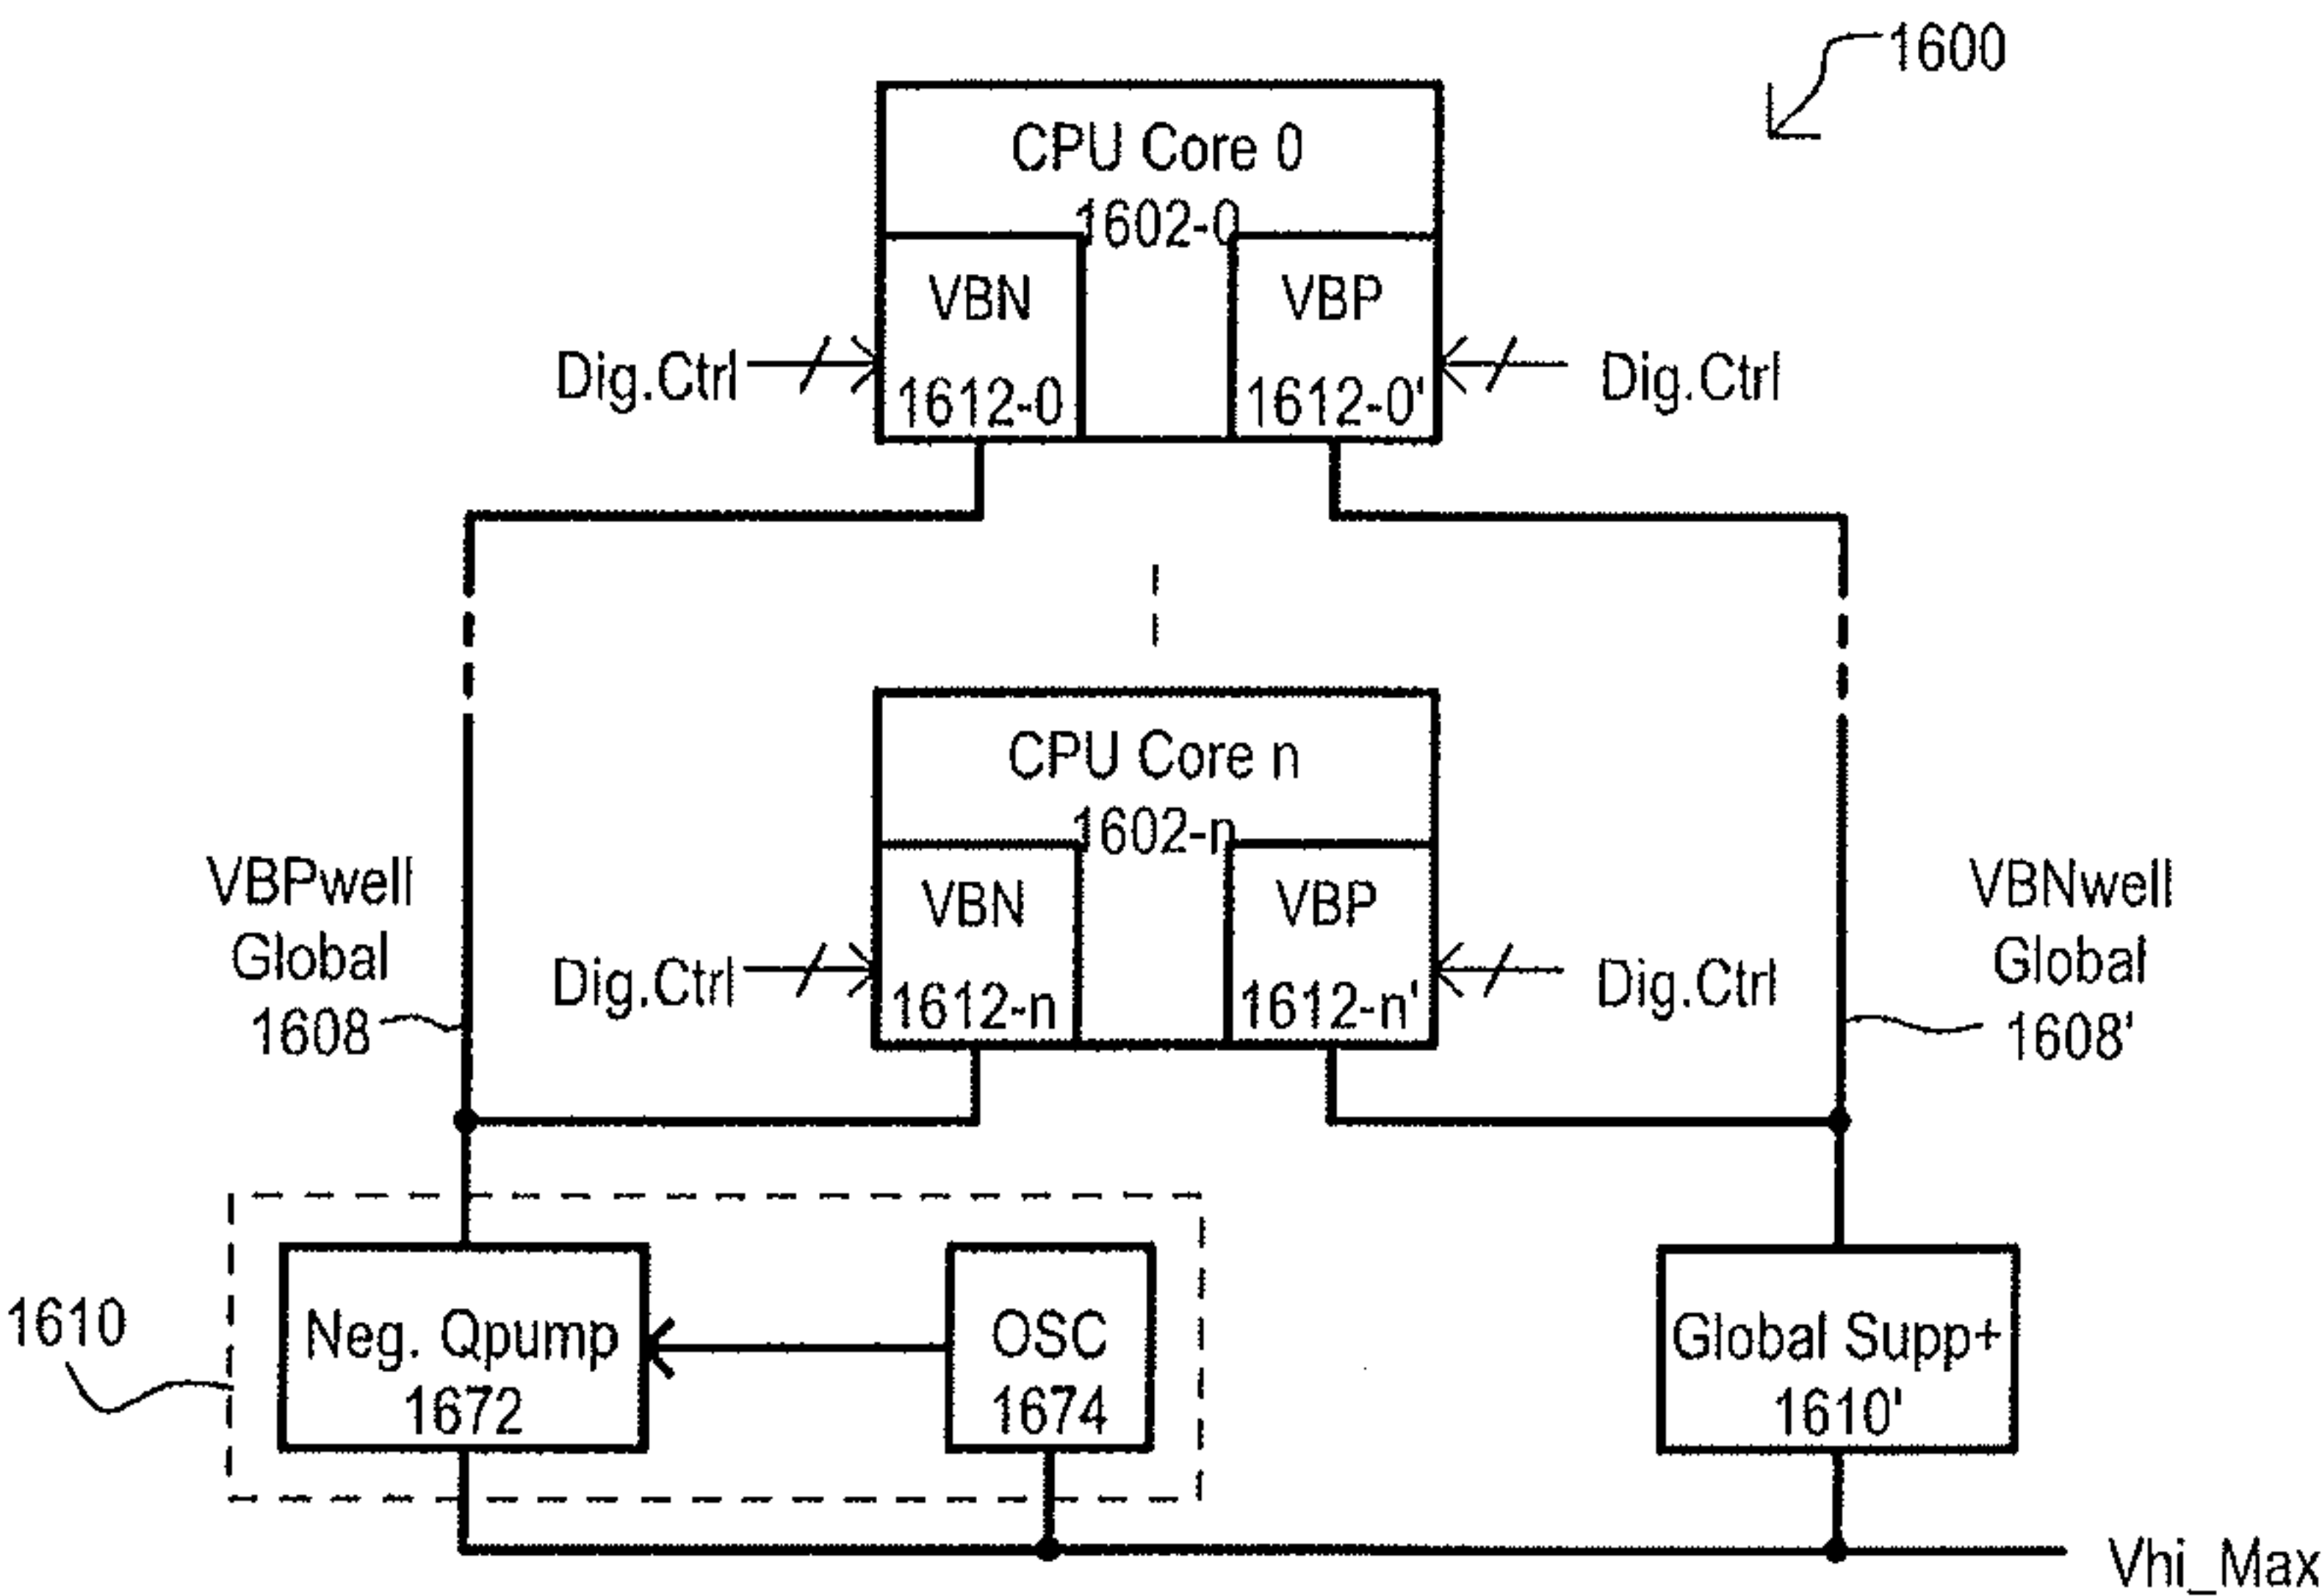 1600
CPU Core 0
1602-0
VBN
1612-0
VBP
1612-0'
Dig.Ctrl
Dig.Ctrl
CPU Core n
1602-n
VBN
1612-n
VBP
1612-n'
Dig.Ctrl
Dig.Ctrl
VBPwell
Global
1608
VBNwell
Global
1608'
1610
Neg. Qpump
1672
OSC
1674
Global Supp+
1610'
Vhi_Max